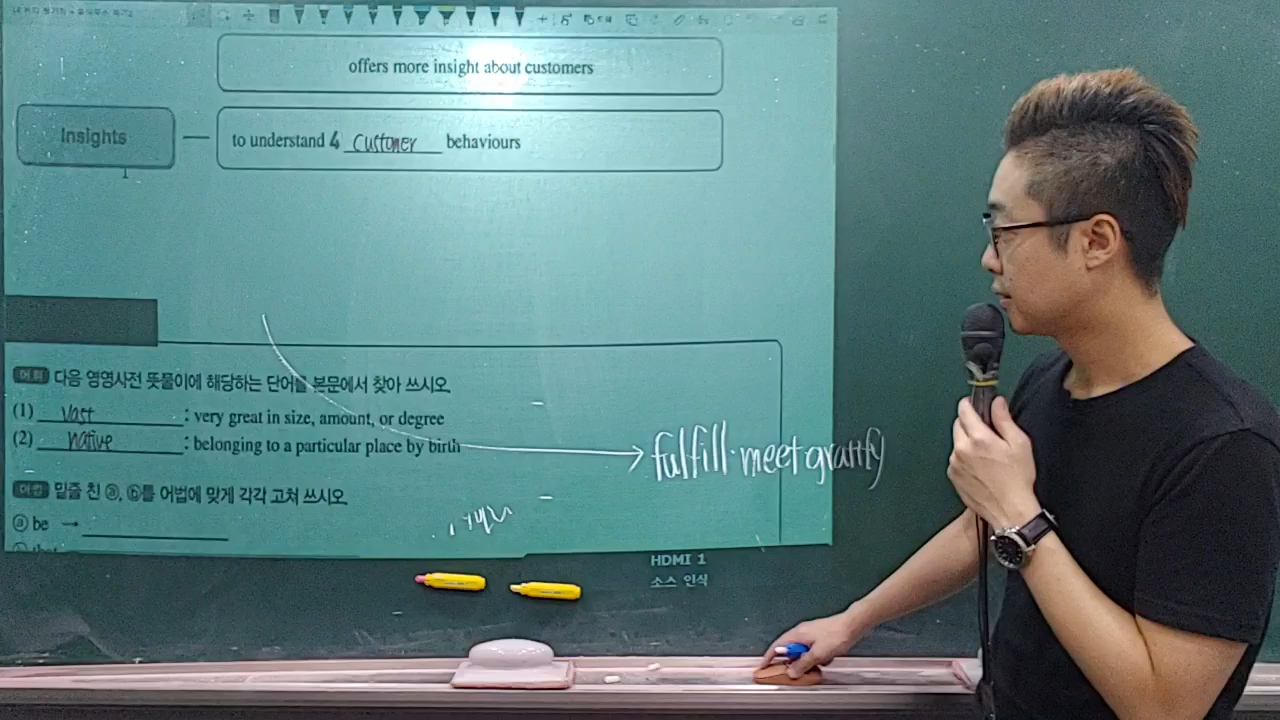 offers more insight about customers
Insights
to understand 4 customer behaviours
어휘 다음 영영사전 뜻풀이에 해당하는 단어를 본문에서 찾아 쓰시오.
(1) vast : very great in size, amount, or degree
(2) native : belonging to a particular place by birth
fulfill·meet gratify
어법 밑줄 친 ⓐ, ⓑ를 어법에 맞게 각각 고쳐 쓰시오.
ⓐ be →
HDMI 1
소스 인식